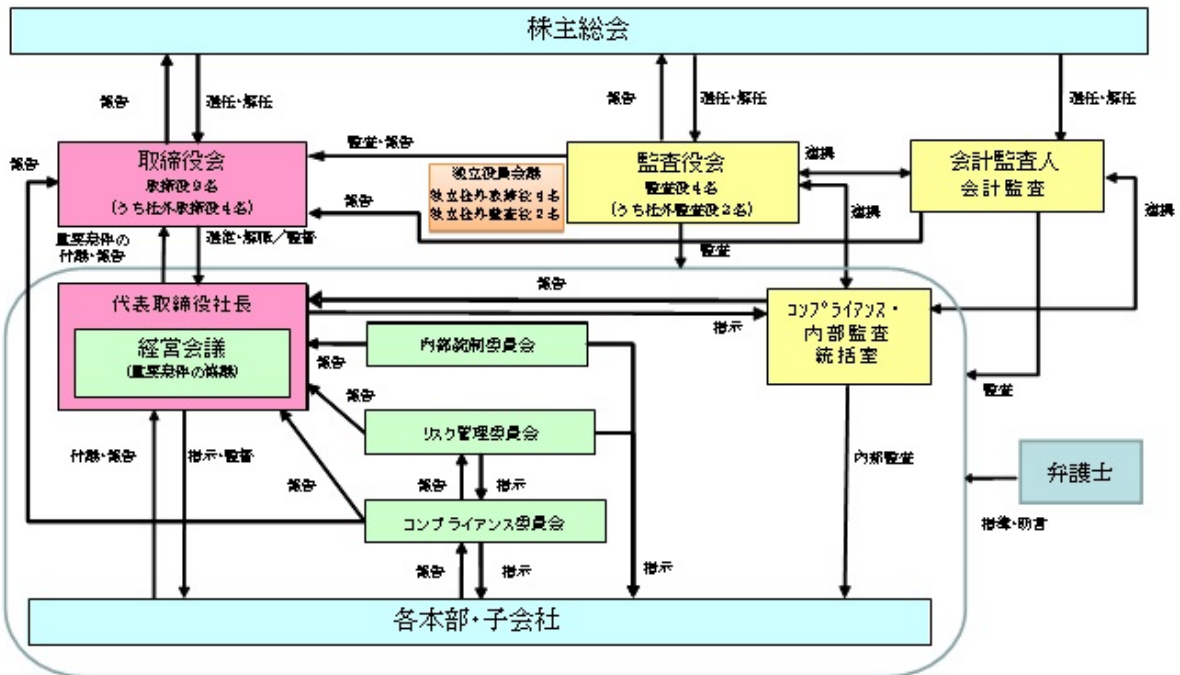 株主総会
報告
選任・解任
報告
選任・解任
選任・解任
取締役会
取締役9名
(うち社外取締役4名)
監査・報告
独立役員会議
独立社外取締役4名
独立社外監査役2名
監査役会
監査役4名
(うち社外監査役2名)
連携
会計監査人
会計監査
報告
報告
連携
連携
重要案件の
付議・報告
選定・解職/監督
監査
代表取締役社長
経営会議
(重要案件の協議)
報告
指示
コンプライアンス・
内部監査
統括室
内部統制委員会
報告
報告
監査
リスク管理委員会
付議・報告
指示・監督
報告
報告
指示
内部監査
弁護士
コンプライアンス委員会
指導・助言
報告
指示
指示
各本部・子会社